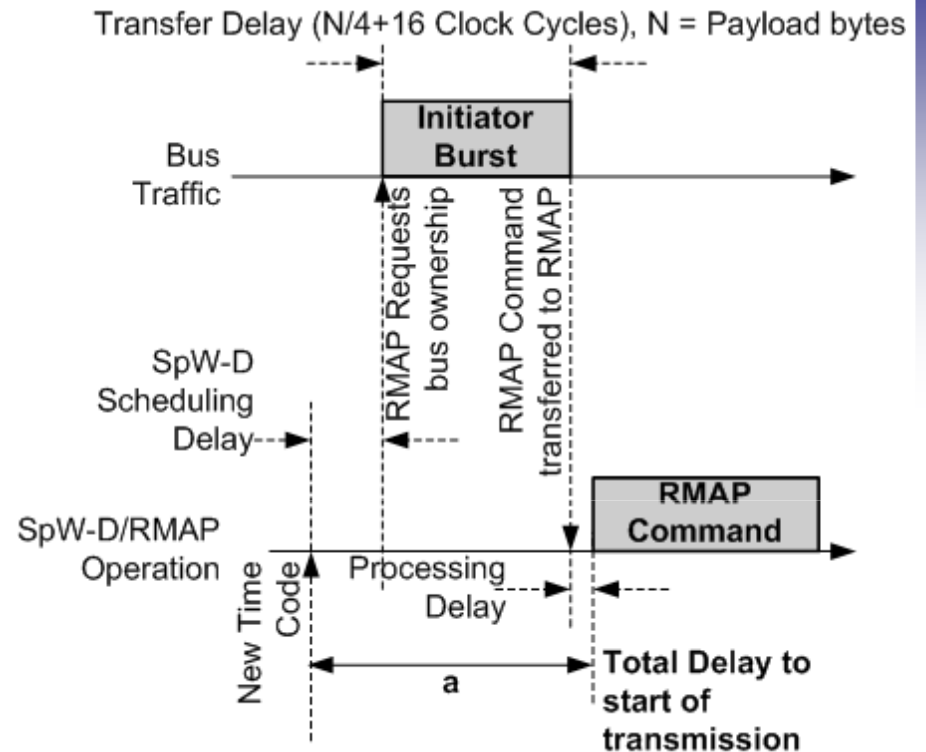 Transfer Delay (N/4+16 Clock Cycles), N = Payload bytes
Initiator
Burst
Bus
Traffic
RMAP Requests
bus ownership
RMAP Command
transferred to RMAP
SpW-D
Scheduling
Delay
RMAP
Command
SpW-D/RMAP
Operation
New Time
Code
Processing
Delay
a
Total Delay to
start of
transmission